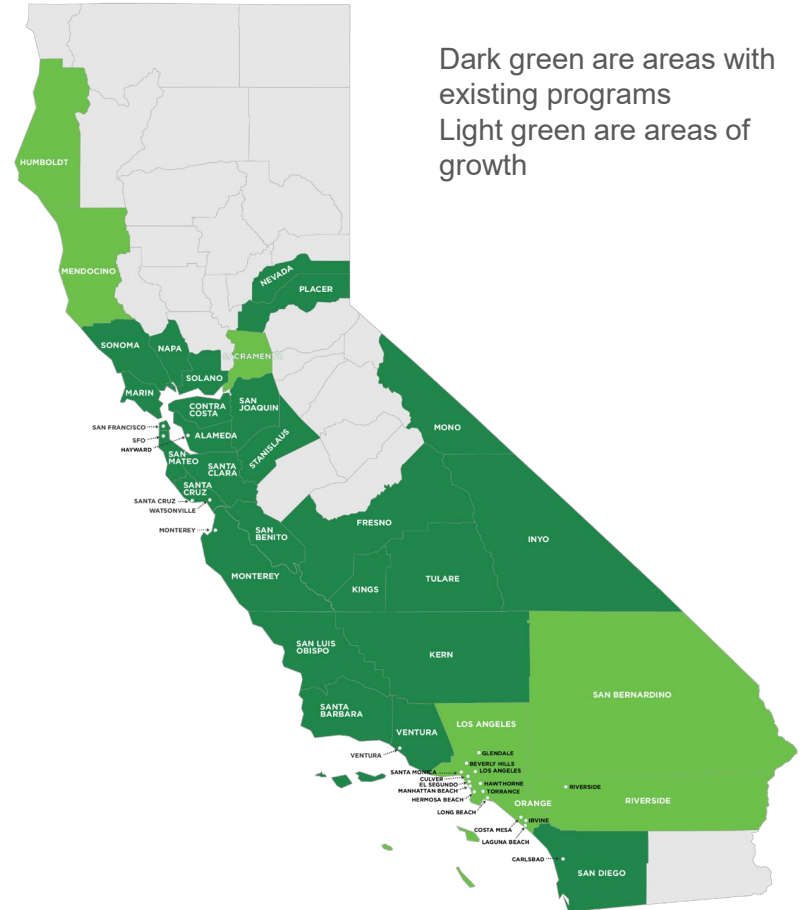 Dark green are areas with
existing programs
Light green are areas of
growth
HUMBOLDT
MENDOCINO
NEVADA
PLACER
SONOMA
NAPA
SACRAMENTO
SOLANO
MARIN
CONTRA
COSTA
SAN
JOAQUIN
SAN FRANCISCO
SFO
HAYWARD
ALAMEDA
STANISLAUS
MONO
SAN
MATEO
SANTA
CLARA
SANTA
CRUZ
SANTA CRUZ
WATSONVILLE
MONTEREY
SAN
BENITO
FRESNO
INYO
MONTEREY
KINGS
TULARE
SAN LUIS
OBISPO
KERN
SAN BERNARDINO
SANTA
BARBARA
VENTURA
LOS ANGELES
VENTURA
GLENDALE
BEVERLY HILLS
SANTA MONICA
LOS ANGELES
CULVER
EL SEGUNDO
HAWTHORNE
MANHATTAN BEACH
TORRANCE
HERMOSA BEACH
LONG BEACH
ORANGE
RIVERSIDE
RIVERSIDE
COSTA MESA
IRVINE
LAGUNA BEACH
CARLSBAD
SAN DIEGO